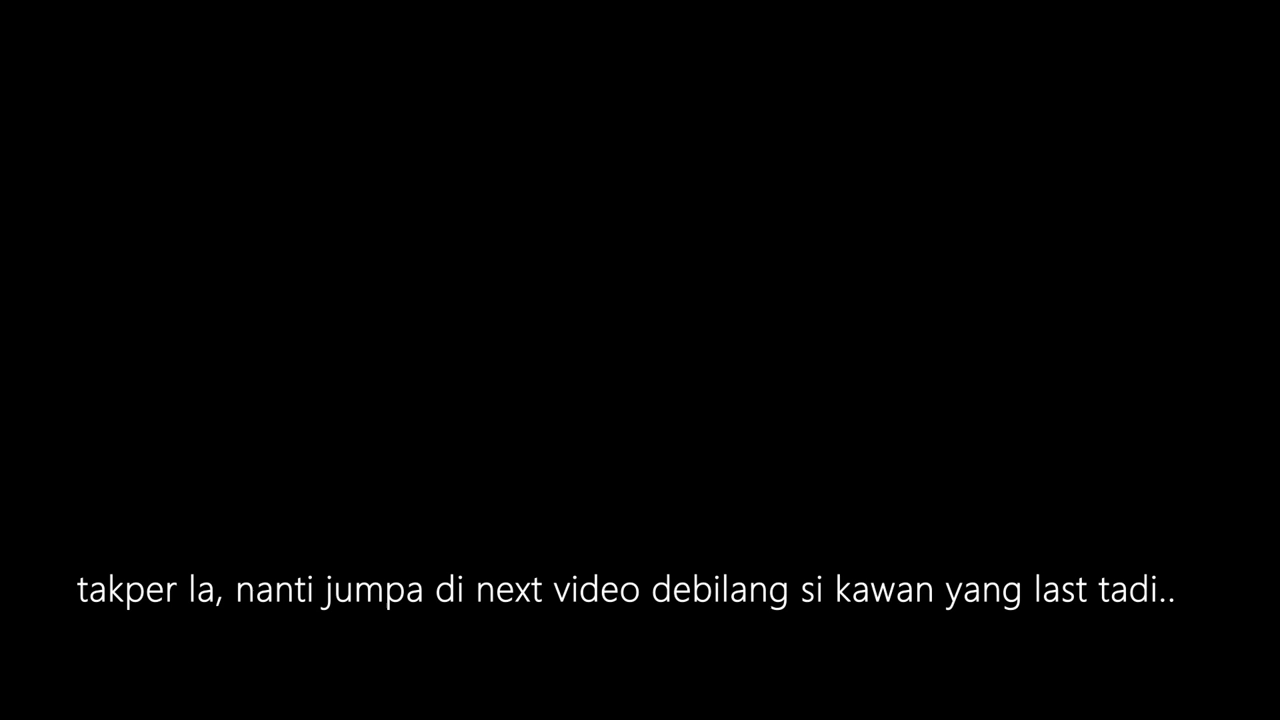 takper la, nanti jumpa di next video debilang si kawan yang last tadi..